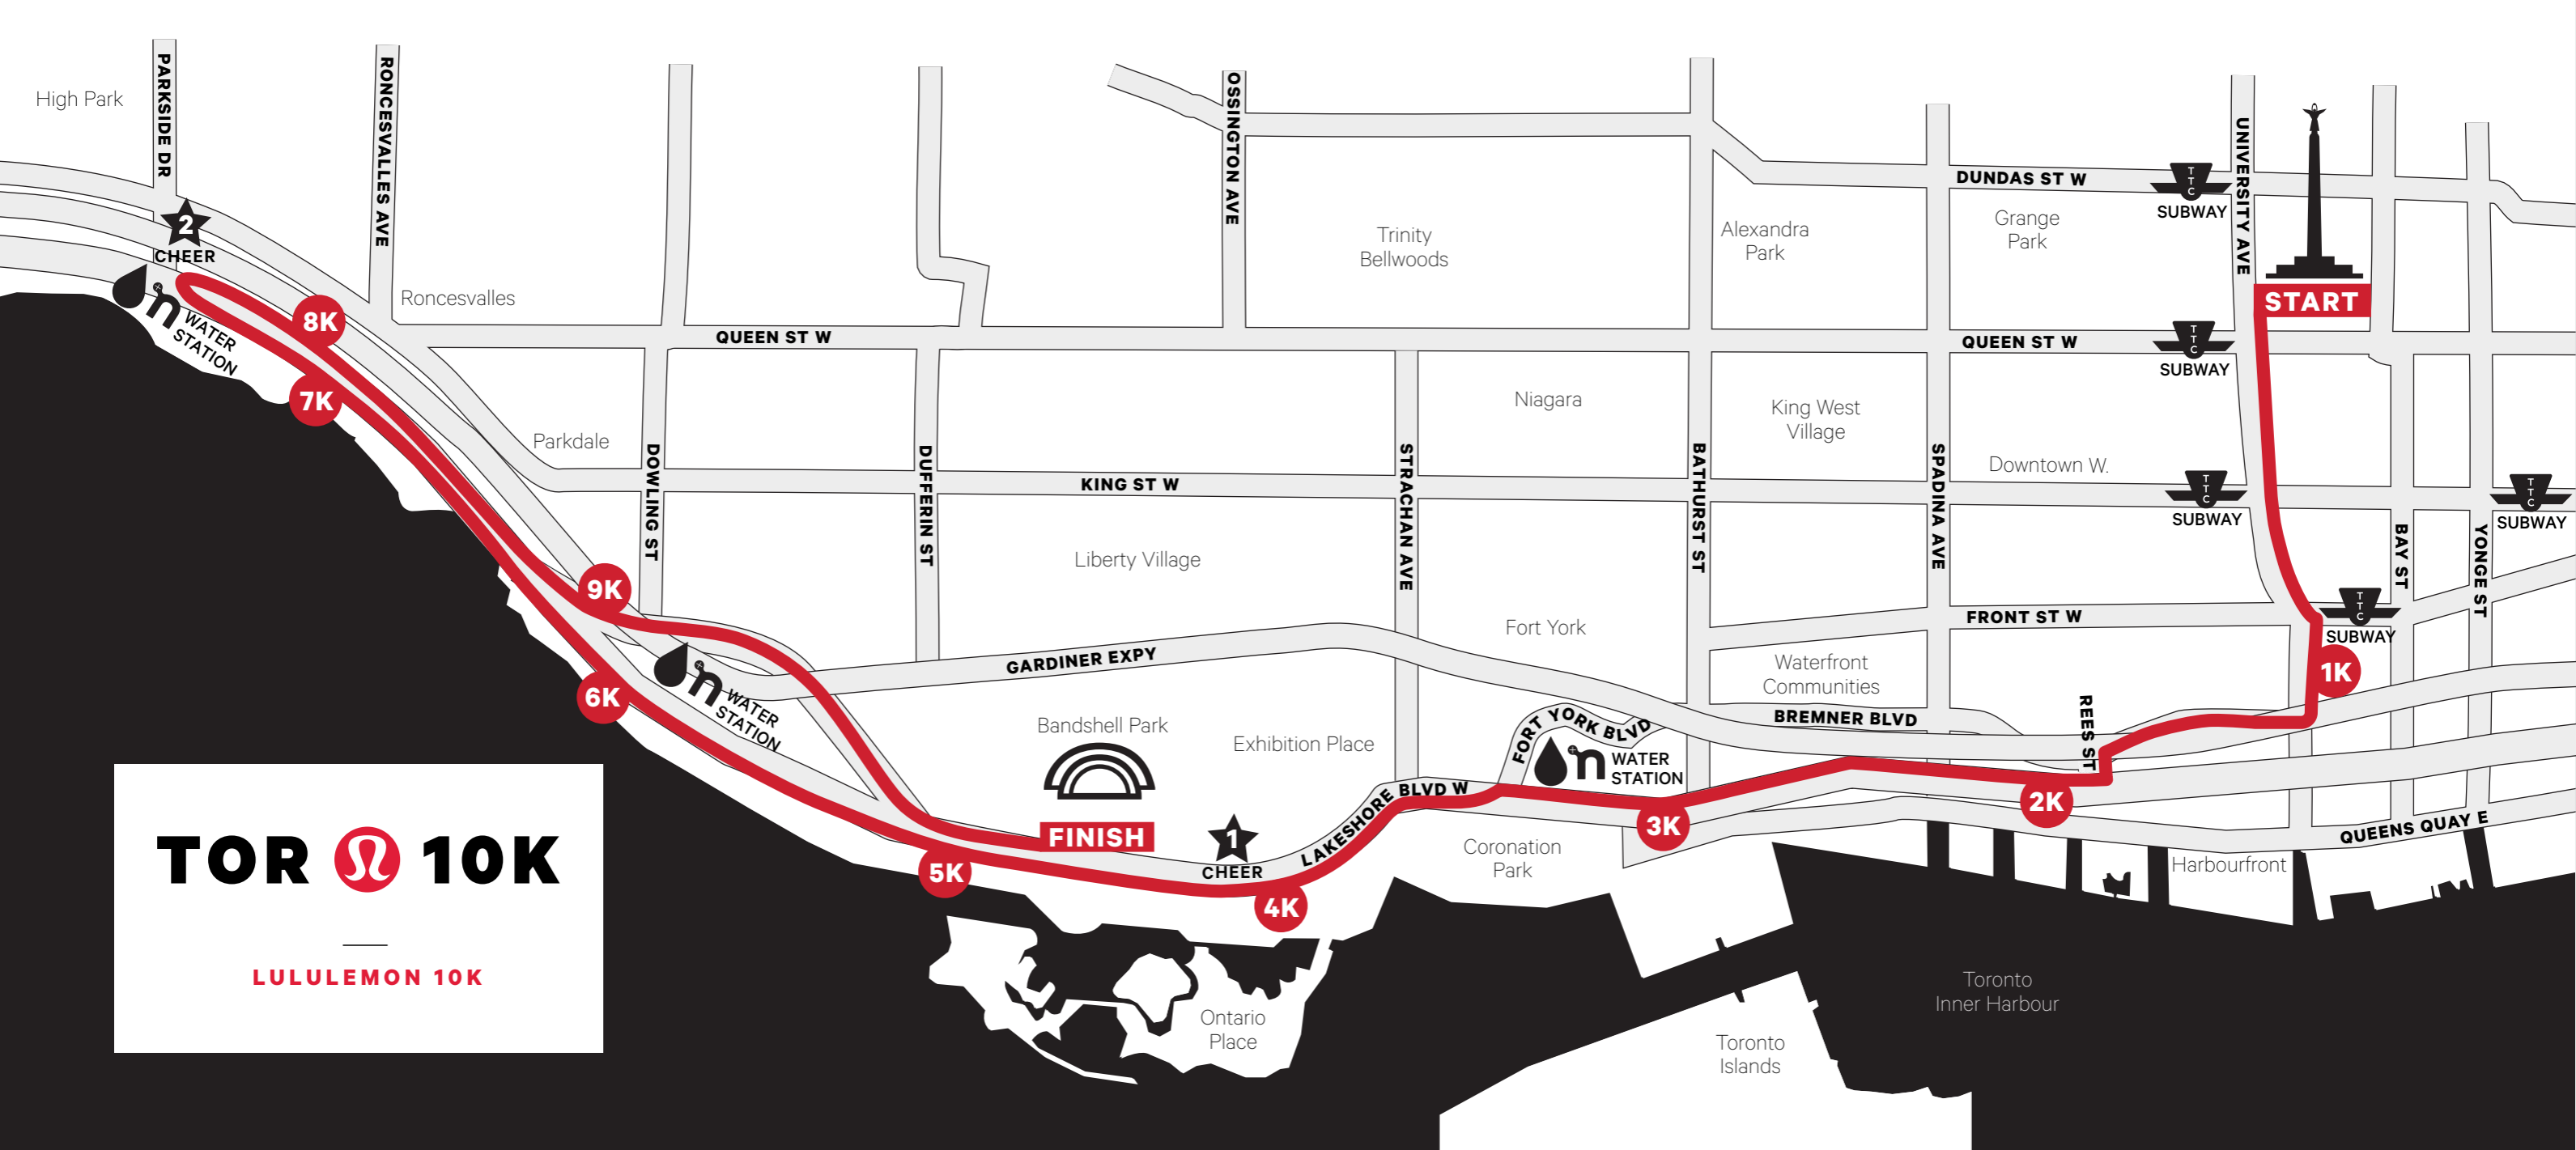 High Park
PARKSIDE DR
RONCESVALLES AVE
OSSINGTON AVE
UNIVERSITY AVE
DUNDAS ST W
TTC
SUBWAY
2
CHEER
WATER
STATION
Roncesvalles
Trinity
Bellwoods
Alexandra
Park
Grange
Park
START
8K
7K
QUEEN ST W
QUEEN ST W
TTC
SUBWAY
Parkdale
Niagara
King West
Village
Downtown W.
DOWLING ST
DUFFERIN ST
KING ST W
STRACHAN AVE
BATHURST ST
SPADINA AVE
TTC
SUBWAY
TTC
SUBWAY
BAY ST
YONGE ST
Liberty Village
9K
Fort York
FRONT ST W
TTC
SUBWAY
GARDINER EXPY
Waterfront
Communities
1K
6K
WATER
STATION
Bandshell Park
Exhibition Place
FORT YORK BLVD
BREMNER BLVD
REES ST
WATER
STATION
LAKESHORE BLVD W
2K
3K
FINISH
1
CHEER
Coronation
Park
QUEENS QUAY E
Harbourfront
5K
4K
TOR 10K
LULULEMON 10K
Ontario
Place
Toronto
Inner Harbour
Toronto
Islands